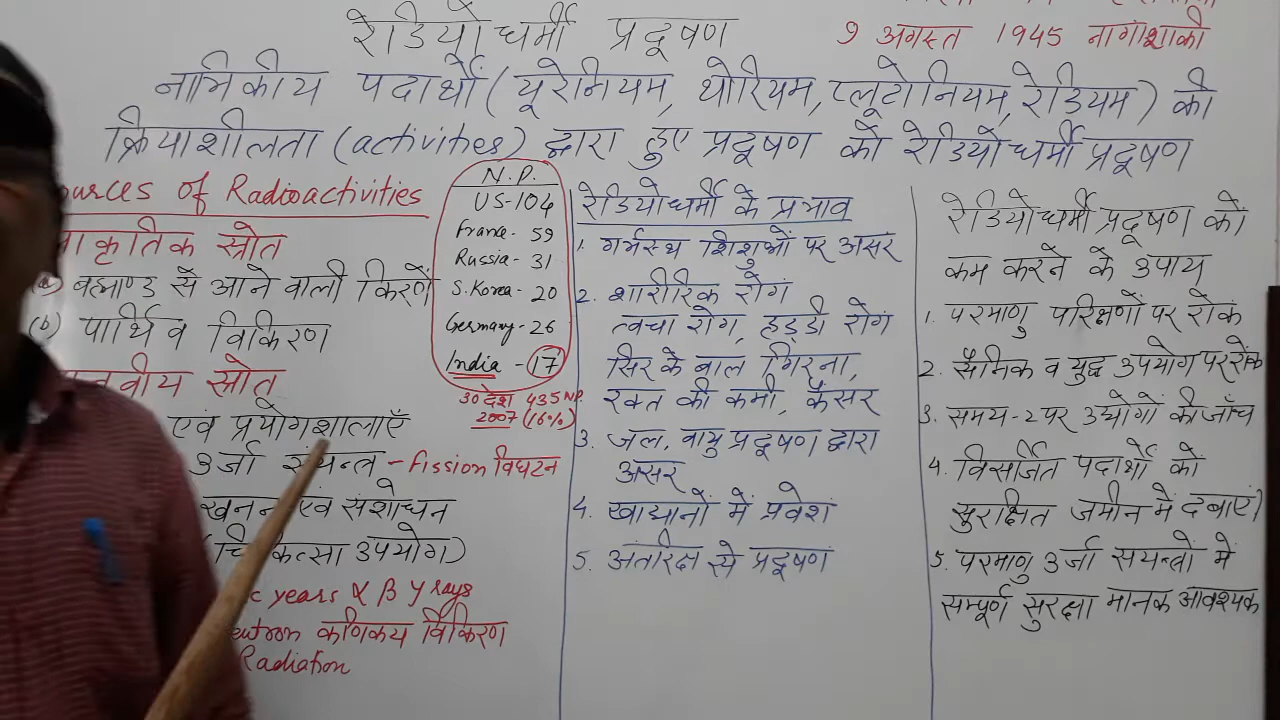 रेडियोधर्मी प्रदूषण
9 अगस्त 1945 नागाशाकी
नाभिकीय पदार्थों (यूरेनियम, थोरियम, प्लूटोनियम, रेडियम) की
क्रियाशीलता (activities) द्वारा हुए प्रदूषण को रेडियोधर्मी प्रदूषण
ources of Radioactivities
प्राकृतिक स्रोत
(a) ब्रह्माण्ड से आने वाली किरणें
(b) पार्थिव विकिरण
मानवीय स्रोत
एवं प्रयोगशालाएँ
ऊर्जा संयन्त्र - fission विघटन
खनन एवं संशोधन
(चिकित्सा उपयोग)
c years α β γ rays
eutron कणिकय विकिरण
Radiation
N.P.
US-104
France - 59
Russia - 31
S.Korea - 20
Germany - 26
India - 17
30 देश 435 N.P.
2007 (16%)
रेडियोधर्मी के प्रभाव
1. गर्भस्थ शिशुओं पर असर
2. शारीरिक रोग
त्वचा रोग, हड्डी रोग
सिर के बाल गिरना,
रक्त की कमी, कैंसर
3. जल, वायु प्रदूषण द्वारा
असर
4. खाद्यानों में प्रवेश
5. अंतरिक्ष से प्रदूषण
रेडियोधर्मी प्रदूषण को
कम करने के उपाय
1. परमाणु परिक्षणों पर रोक
2. सैनिक व युद्ध उपयोग पर रोक
3. समय-2 पर उद्योगों की जाँच
4. विसर्जित पदार्थों को
सुरक्षित जमीन में दबाएं।
5. परमाणु ऊर्जा सयन्त्रों में
सम्पूर्ण सुरक्षा मानक आवश्यक